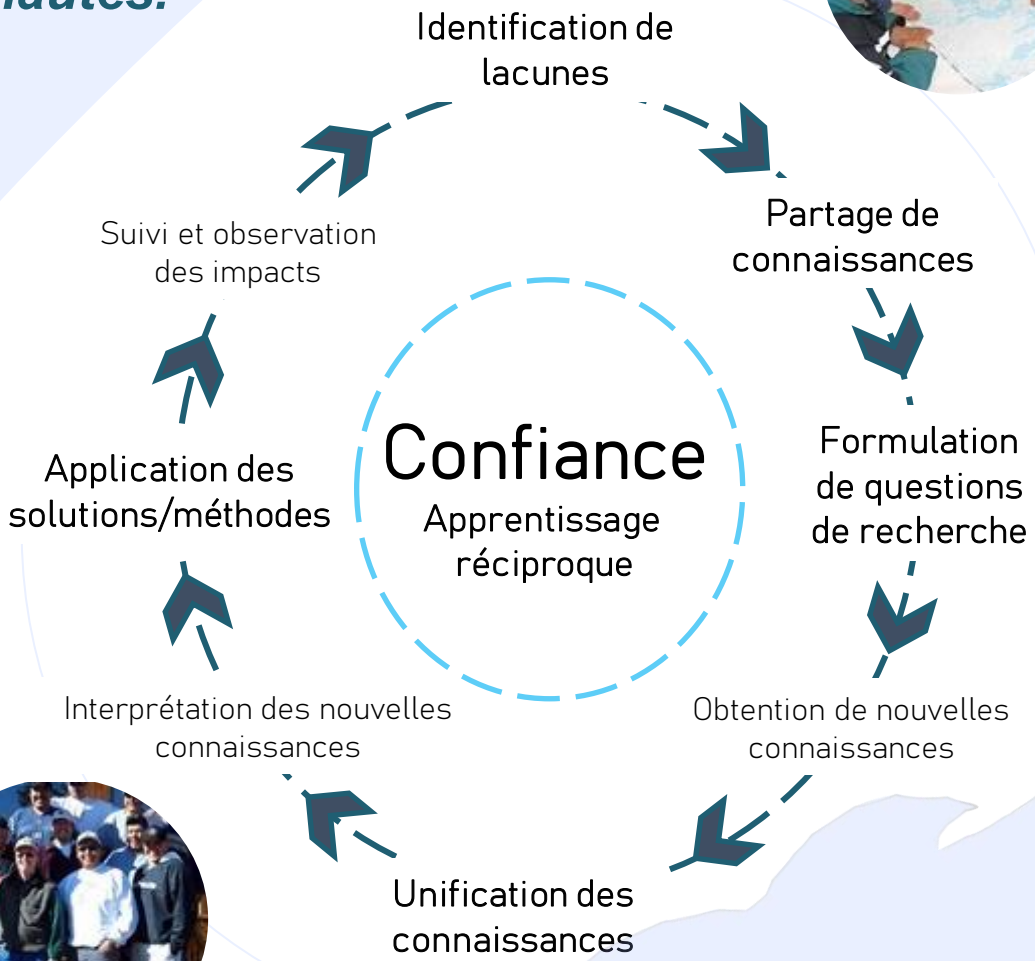 Identification de
lacunes
Partage de
connaissances
Formulation
de questions
de recherche
Obtention de nouvelles
connaissances
Unification des
connaissances
Interprétation des nouvelles
connaissances
Application des
solutions/méthodes
Suivi et observation
des impacts
Confiance
Apprentissage
réciproque